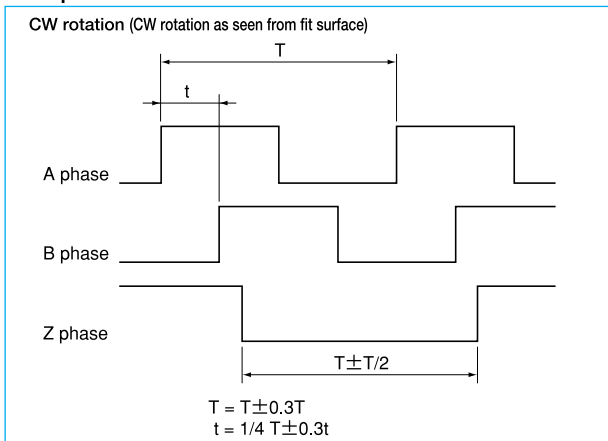 CW rotation (CW rotation as seen from fit surface)
T
t
A phase
B phase
Z phase
T±T/2
T = T±0.3T
t = 1/4 T±0.3t